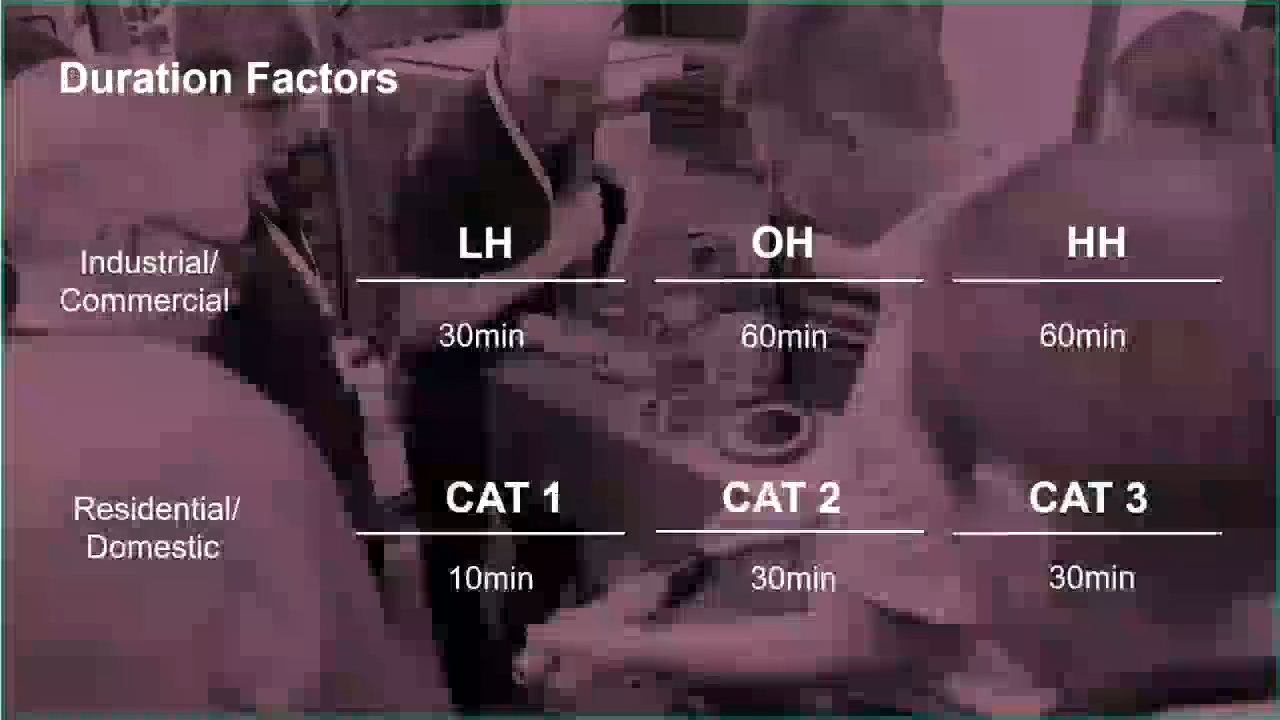 Duration Factors
Industrial/
Commercial
LH
OH
HH
30min
60min
60min
Residential/
Domestic
CAT 1
CAT 2
CAT 3
10min
30min
30min